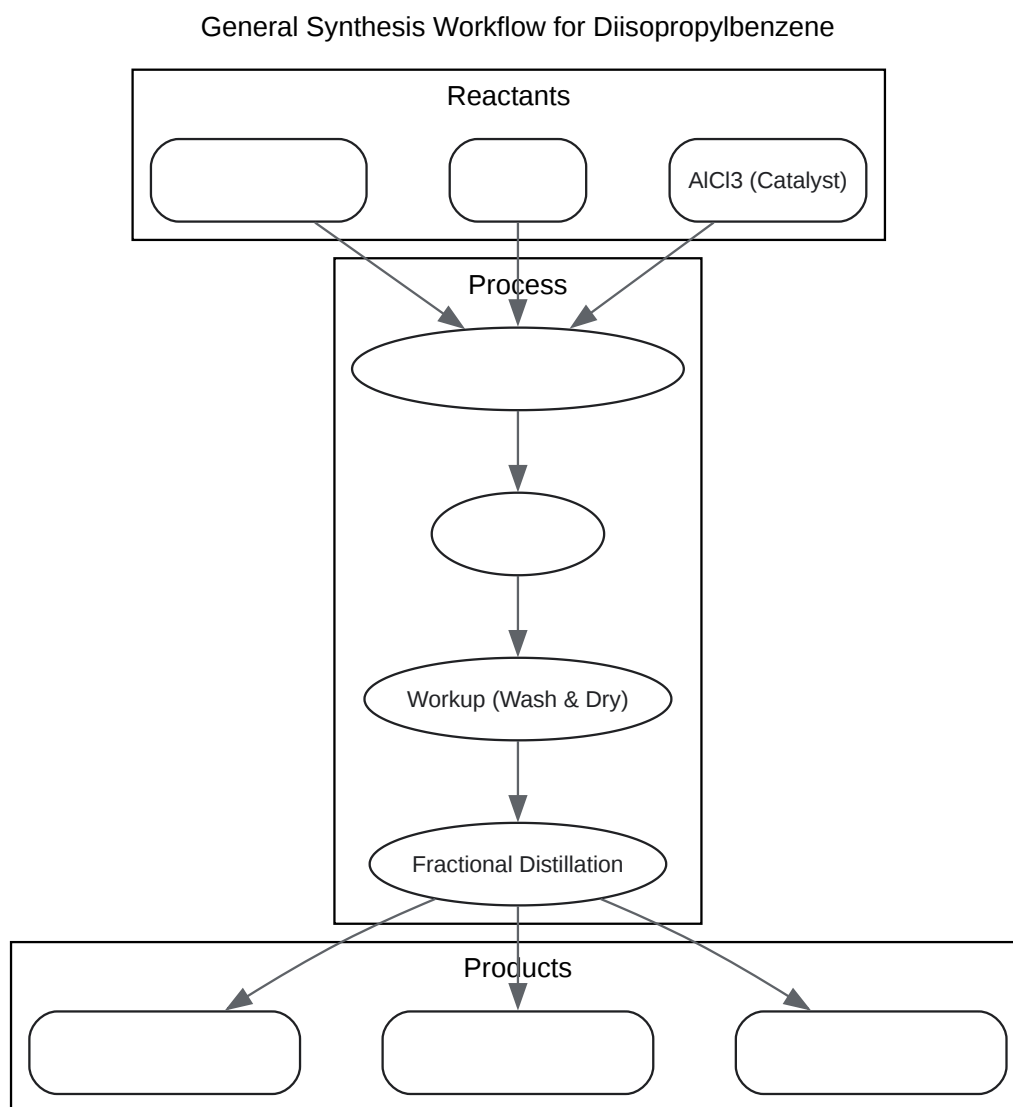 General Synthesis Workflow for Diisopropylbenzene
Reactants
AlCl3 (Catalyst)
Process
Workup (Wash & Dry)
Fractional Distillation
Products